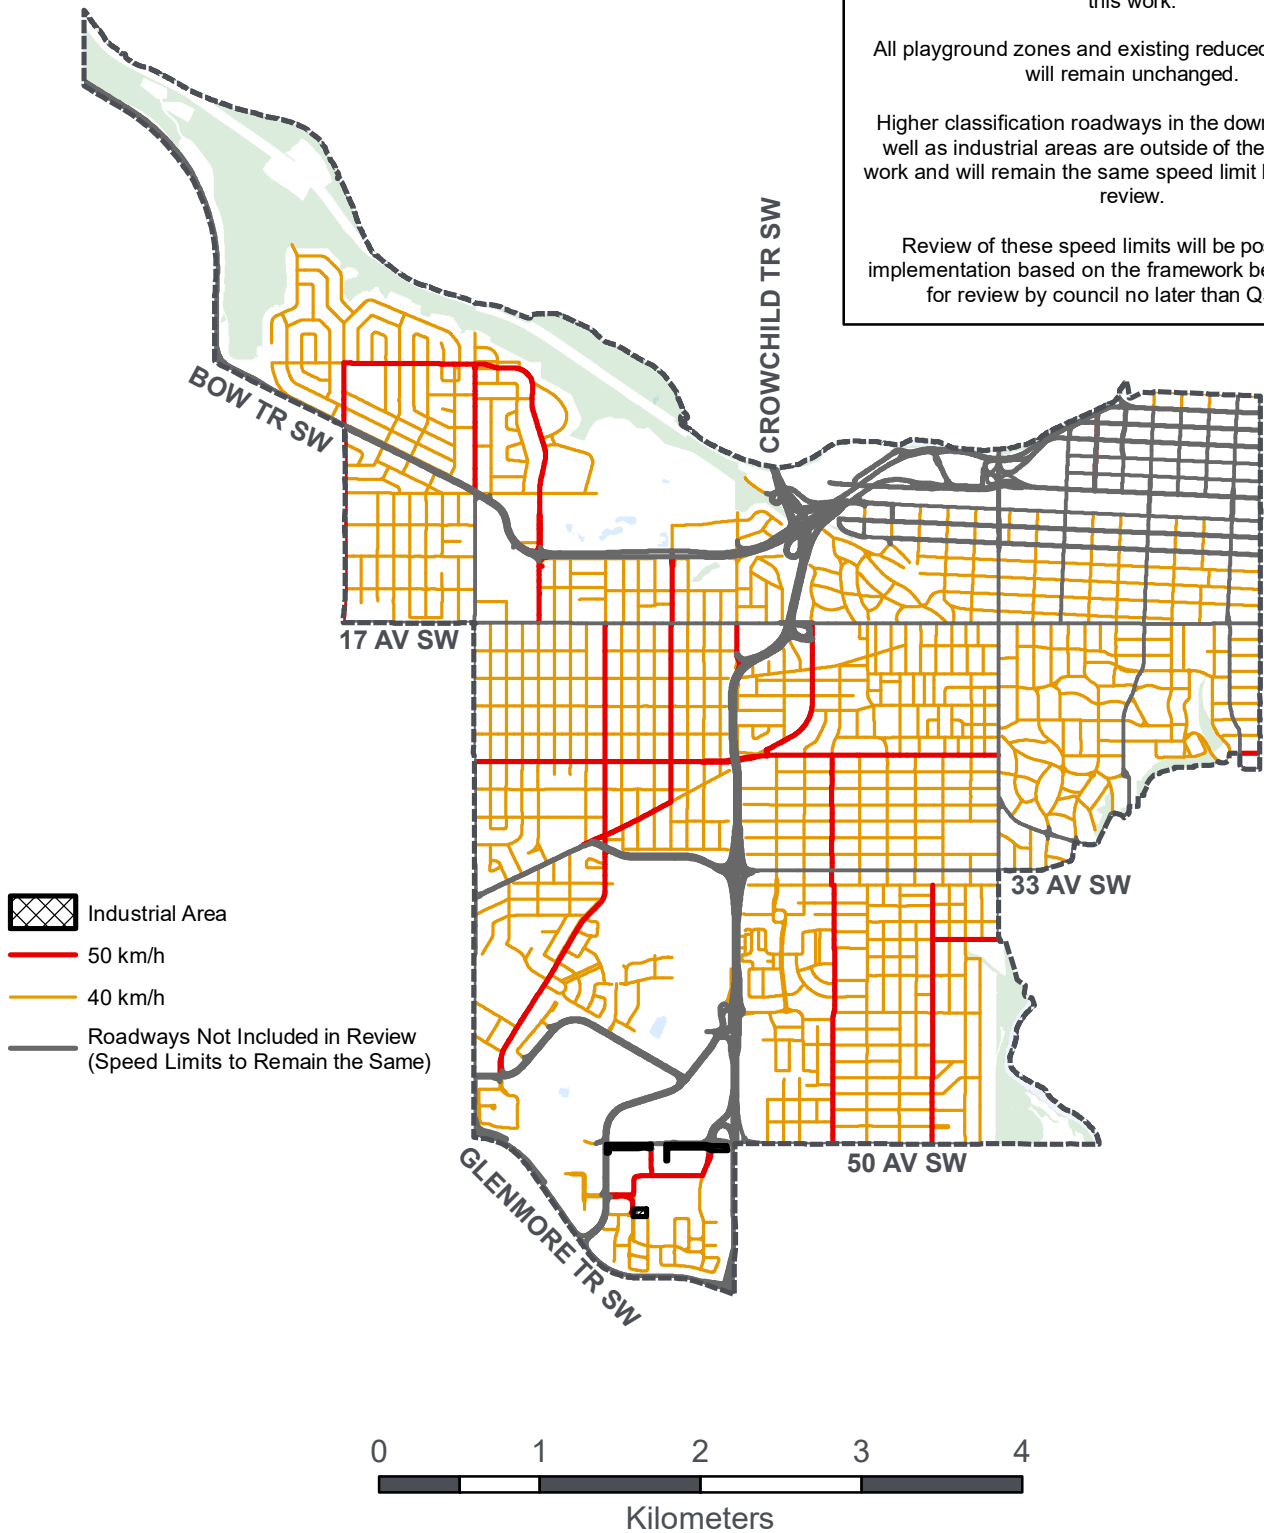 this work.
All playground zones and existing reduced
will remain unchanged.
Higher classification roadways in the
well as industrial areas are outside of the
work and will remain the same speed limit
review.
Review of these speed limits will be
implementation based on the framework
for review by council no later than
CROWCHILD TR SW
BOW TR SW
17 AV SW
33 AV SW
50 AV SW
GLENMORE TR SW
Industrial Area
50 km/h
40 km/h
Roadways Not Included in Review
(Speed Limits to Remain the Same)
0 1 2 3 4
Kilometers